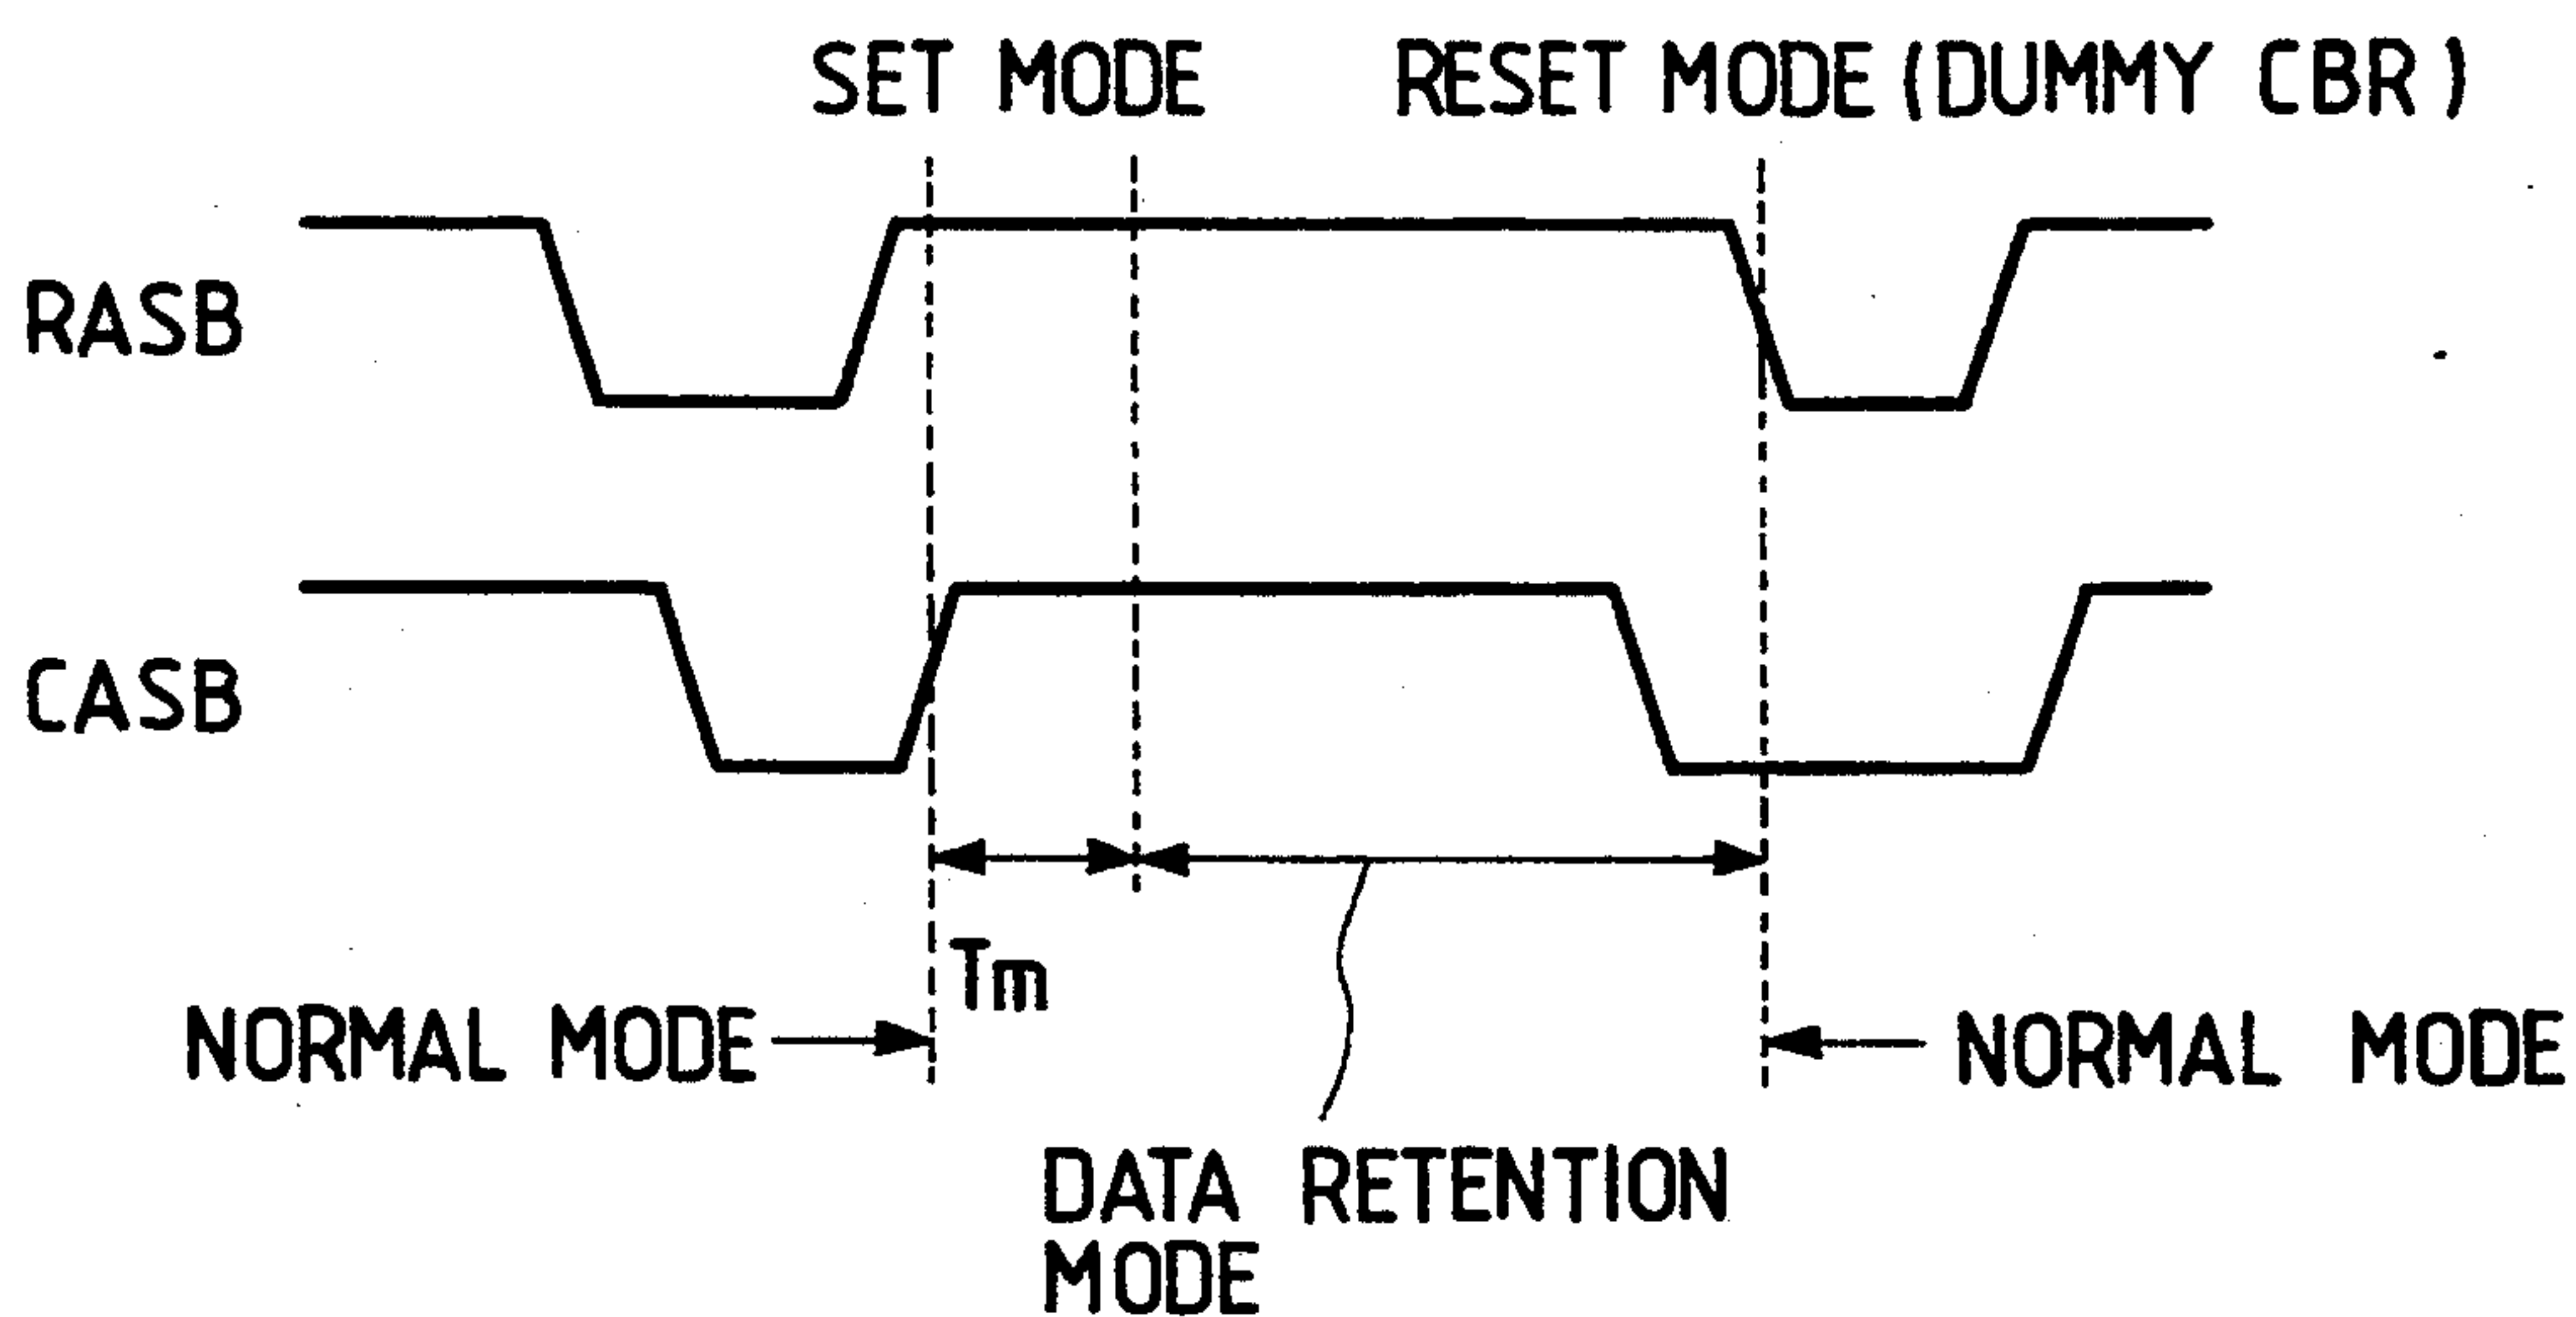 SET MODE
RESET MODE (DUMMY CBR)
RASB
CASB
Tm
NORMAL MODE
NORMAL MODE
DATA RETENTION
MODE